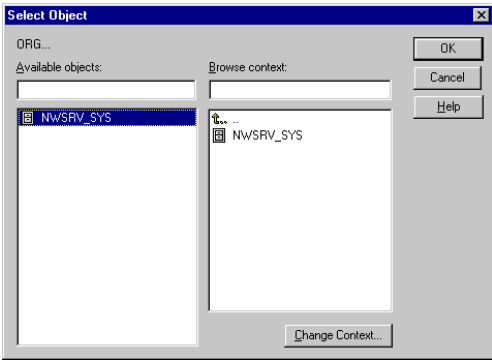 Select Object
ORG...
Available objects:
Browse context:
NWSRV_SYS
..
NWSRV_SYS
OK
Cancel
Help
Change Context...